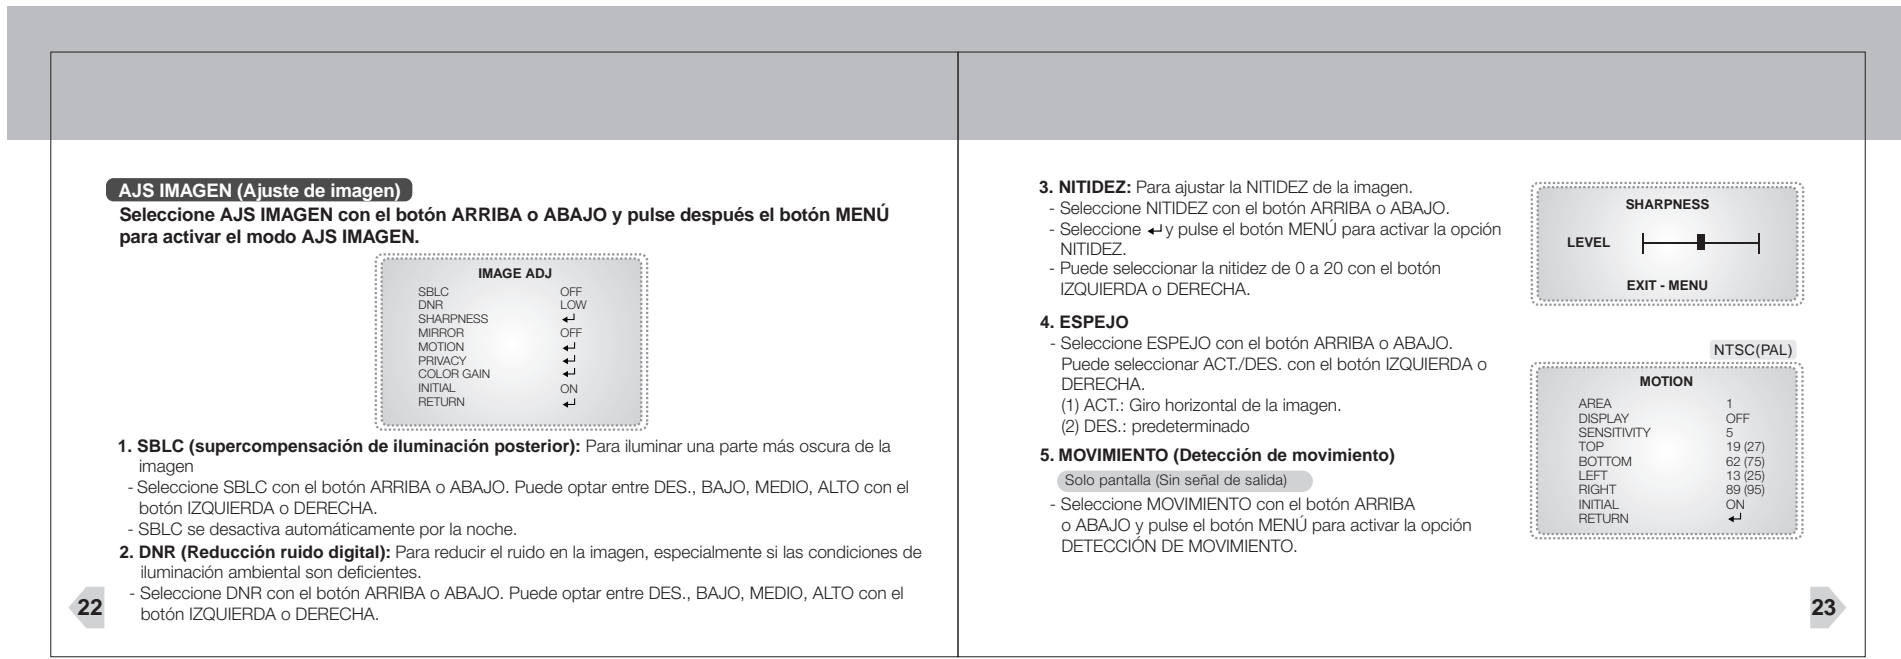 AJS IMAGEN (Ajuste de imagen)
Seleccione AJS IMAGEN con el botón ARRIBA o ABAJO y pulse después el botón MENÚ
para activar el modo AJS IMAGEN.
IMAGE ADJ
SBLC OFF
DNR LOW
SHARPNESS ↵
MIRROR OFF
MOTION ↵
PRIVACY ↵
COLOR GAIN ↵
INITIAL ON
RETURN ↵
1. SBLC (supercompensación de iluminación posterior): Para iluminar una parte más oscura de la
imagen
- Seleccione SBLC con el botón ARRIBA o ABAJO. Puede optar entre DES., BAJO, MEDIO, ALTO con el
botón IZQUIERDA o DERECHA.
- SBLC se desactiva automáticamente por la noche.
2. DNR (Reducción ruido digital): Para reducir el ruido en la imagen, especialmente si las condiciones de
iluminación ambiental son deficientes.
- Seleccione DNR con el botón ARRIBA o ABAJO. Puede optar entre DES., BAJO, MEDIO, ALTO con el
botón IZQUIERDA o DERECHA.
22
3. NITIDEZ: Para ajustar la NITIDEZ de la imagen.
- Seleccione NITIDEZ con el botón ARRIBA o ABAJO.
- Seleccione ↵ y pulse el botón MENÚ para activar la opción
NITIDEZ.
- Puede seleccionar la nitidez de 0 a 20 con el botón
IZQUIERDA o DERECHA.
SHARPNESS
LEVEL
EXIT - MENU
4. ESPEJO
- Seleccione ESPEJO con el botón ARRIBA o ABAJO.
Puede seleccionar ACT./DES. con el botón IZQUIERDA o
DERECHA.
(1) ACT.: Giro horizontal de la imagen.
(2) DES.: predeterminado
5. MOVIMIENTO (Detección de movimiento)
Solo pantalla (Sin señal de salida)
- Seleccione MOVIMIENTO con el botón ARRIBA
o ABAJO y pulse el botón MENÚ para activar la opción
DETECCIÓN DE MOVIMIENTO.
NTSC(PAL)
MOTION
AREA 1
DISPLAY OFF
SENSITIVITY 5
TOP 19 (27)
BOTTOM 62 (75)
LEFT 13 (25)
RIGHT 89 (95)
INITIAL ON
RETURN ↵
23